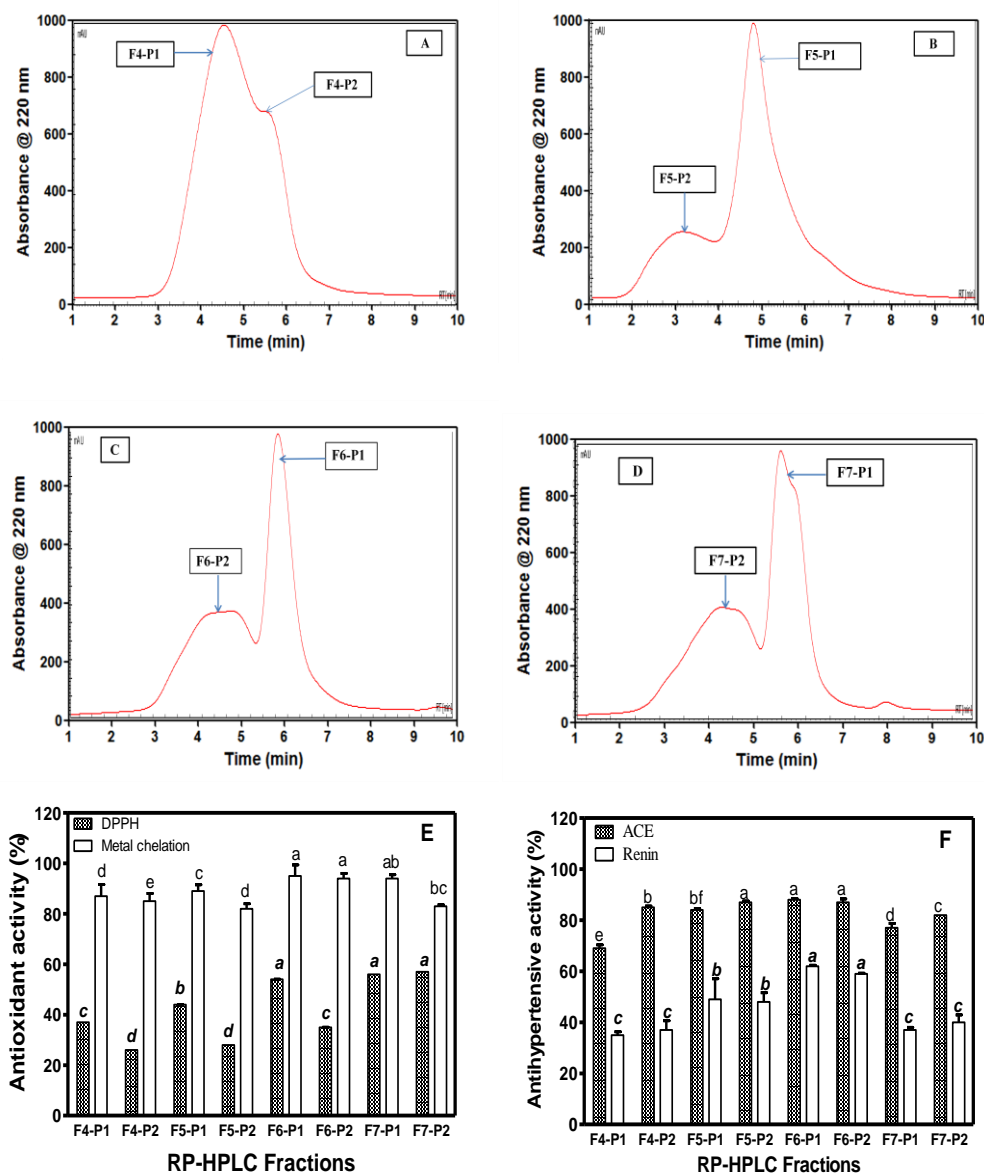 mAU
A
F4-P1
F4-P2
Absorbance @ 220 nm
1000
800
600
400
200
0
RT [min]
1 2 3 4 5 6 7 8 9 10
Time (min)
mAU
B
F5-P1
F5-P2
Absorbance @ 220 nm
1000
800
600
400
200
0
RT [min]
1 2 3 4 5 6 7 8 9 10
Time (min)
mAU
C
F6-P1
F6-P2
Absorbance @ 220 nm
1000
800
600
400
200
0
RT [min]
1 2 3 4 5 6 7 8 9 10
Time (min)
mAU
D
F7-P1
F7-P2
Absorbance @ 220 nm
1000
800
600
400
200
0
RT [min]
1 2 3 4 5 6 7 8 9 10
Time (min)
E
DPPH
Metal chelation
Antioxidant activity (%)
120
100
80
60
40
20
0
d e c d a a ab bc
c d b d a c a a
F4-P1 F4-P2 F5-P1 F5-P2 F6-P1 F6-P2 F7-P1 F7-P2
RP-HPLC Fractions
F
ACE
Renin
Antihypertensive activity (%)
120
100
80
60
40
20
0
e b bf a a a d c
c c b b a a c c
F4-P1 F4-P2 F5-P1 F5-P2 F6-P1 F6-P2 F7-P1 F7-P2
RP-HPLC Fractions